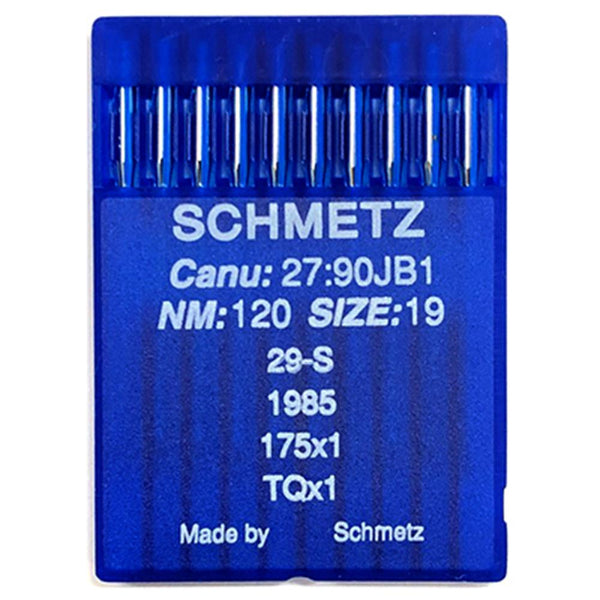 SCHMETZ
Canu: 27:90JB1
NM:120 SIZE:19
29-S
1985
175x1
TQx1
Made by Schmetz